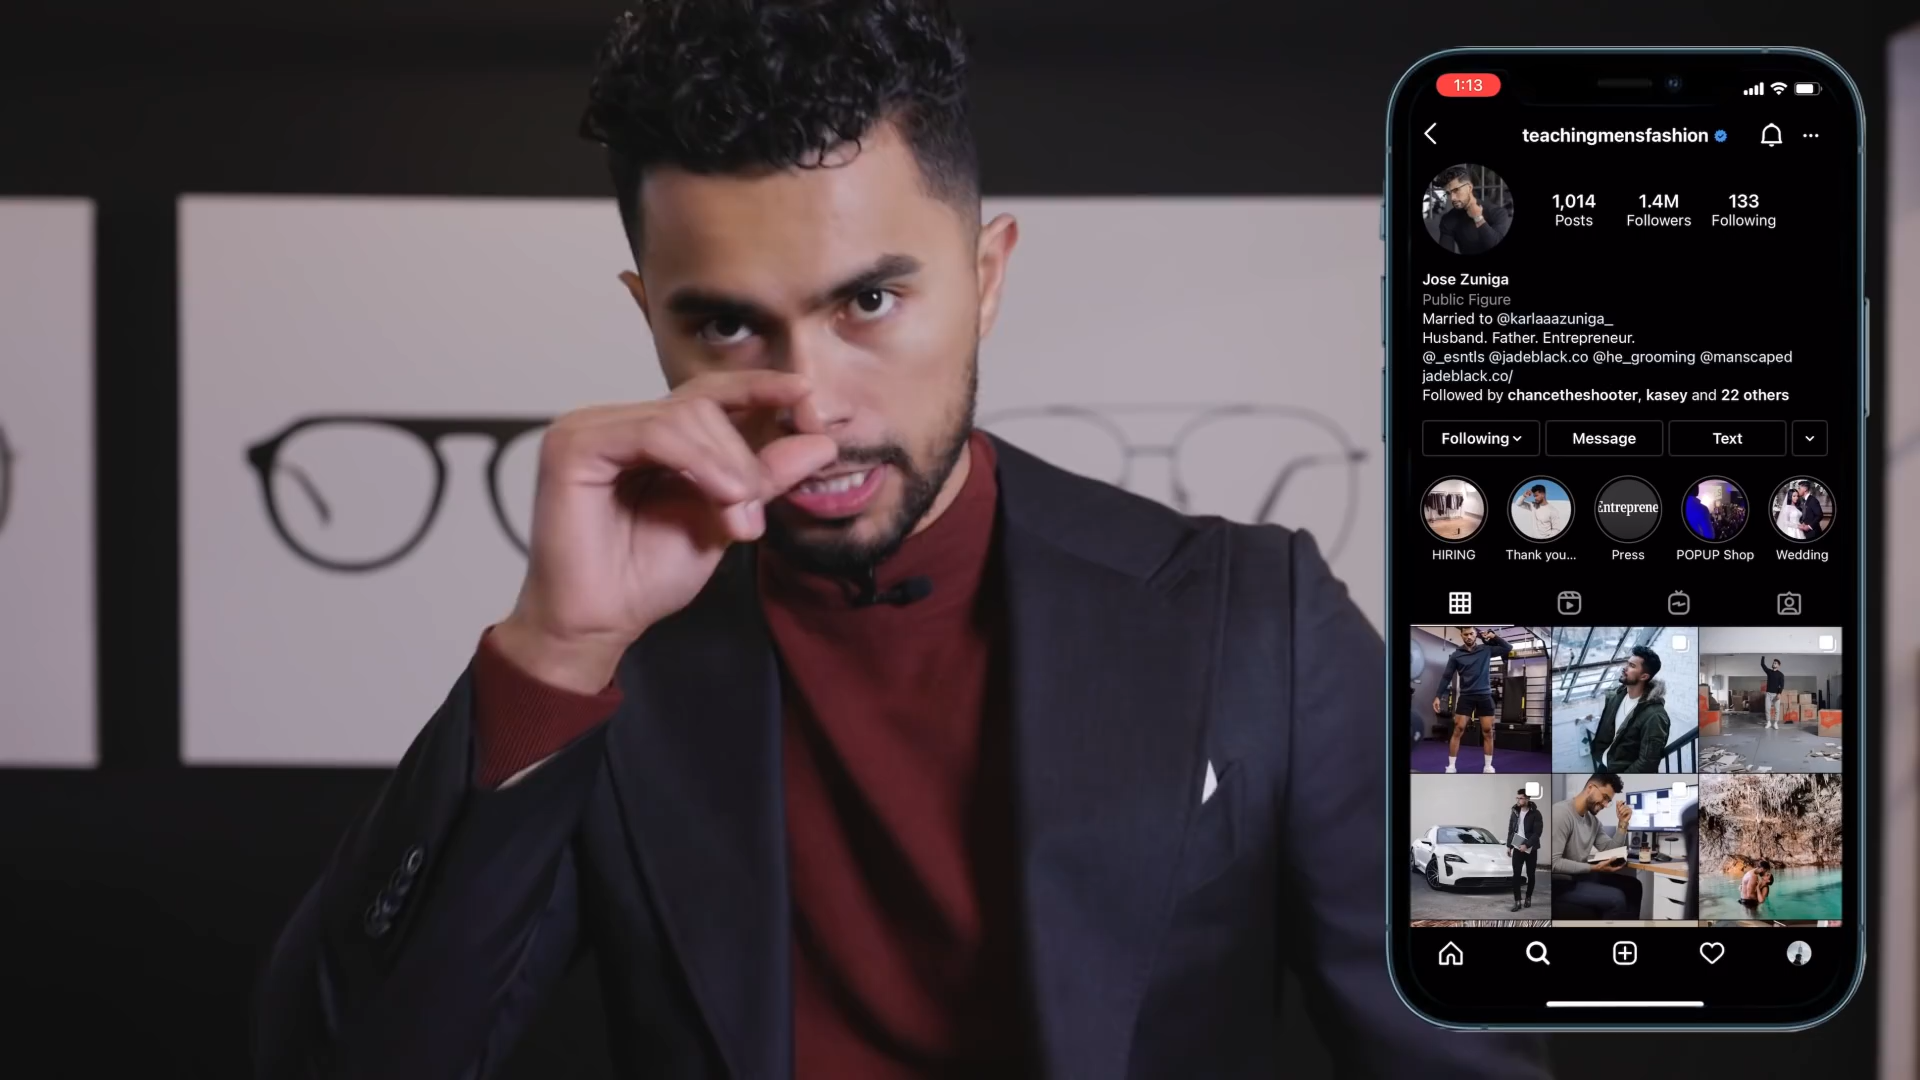 1:13
teachingmensfashion
1,014 1.4M 133
Posts Followers Following
Jose Zuniga
Public Figure
Married to @karlaaazuniga_
Husband. Father. Entrepreneur.
@_esntls @jadeblack.co @he_grooming @manscaped
jadeblack.co/
Followed by chancetheshooter, kasey and 22 others
Following Message Text
Entreprene
HIRING Thank you... Press POPUP Shop Wedding